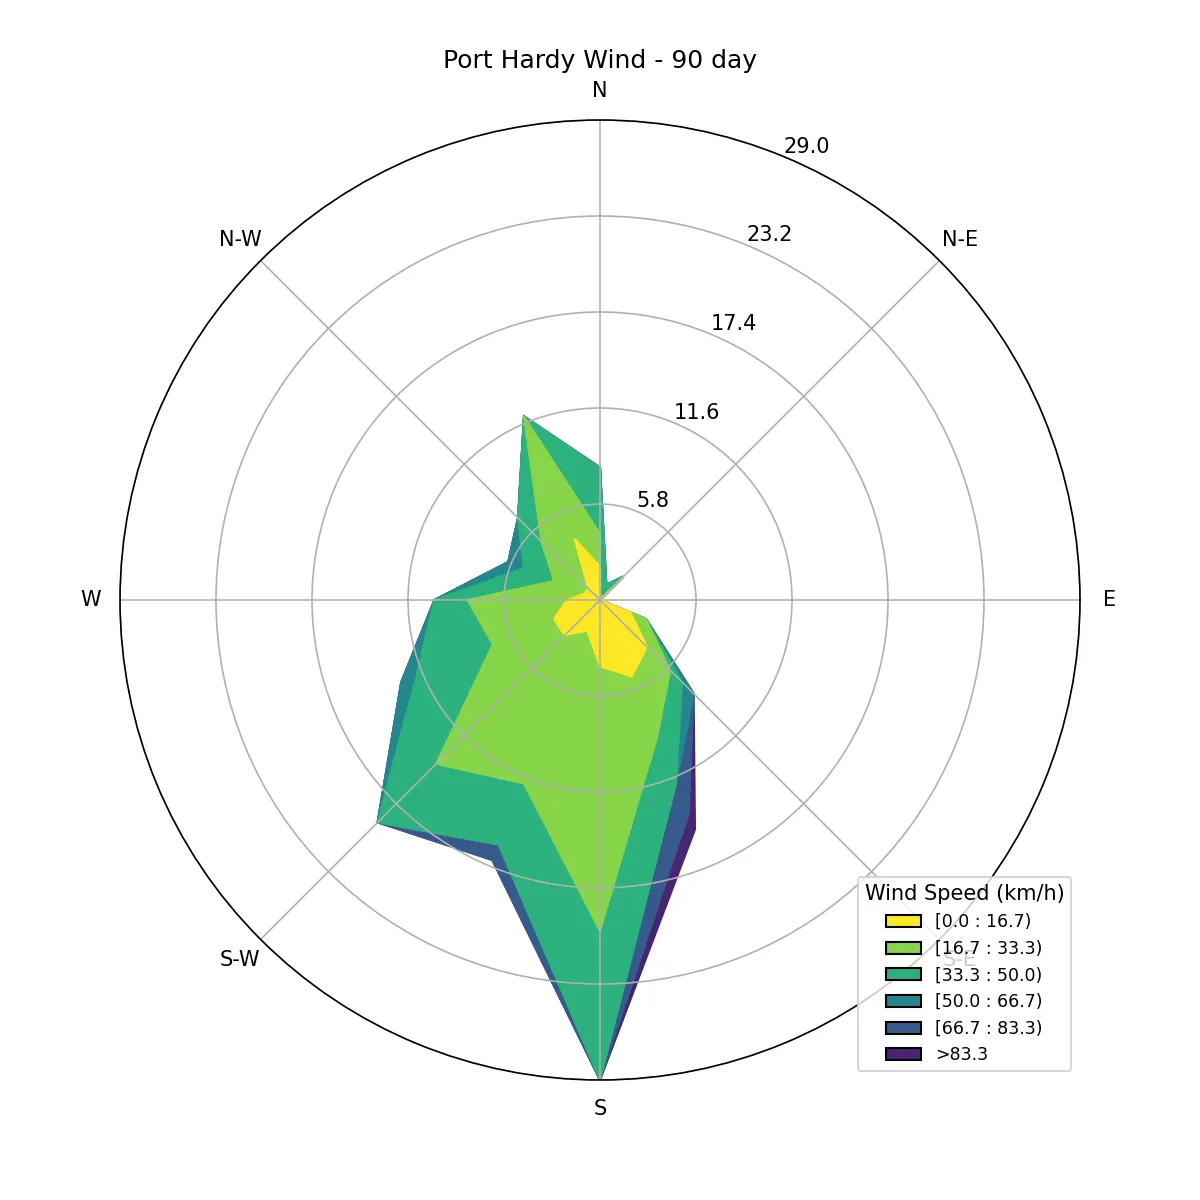 Port Hardy Wind - 90 day
N
29.0
N-W
23.2
N-E
17.4
11.6
5.8
W
E
Wind Speed (km/h)
[0.0 : 16.7)
[16.7 : 33.3)
S-W
S-E
[33.3 : 50.0)
[50.0 : 66.7)
[66.7 : 83.3)
>83.3
S